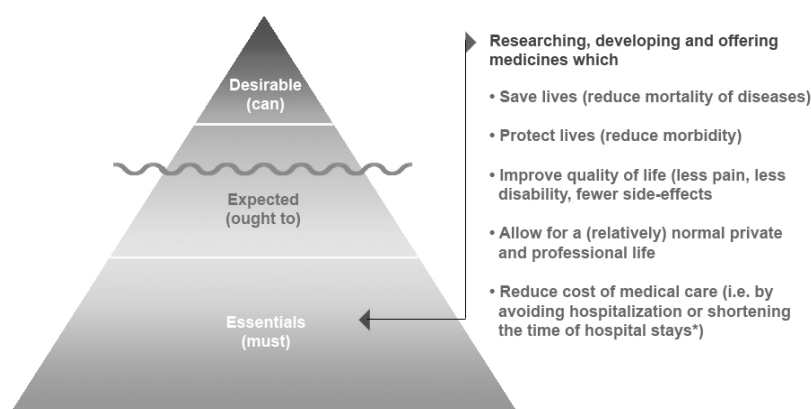 Desirable
(can)
Expected
(ought to)
Essentials
(must)
Researching, developing and offering
medicines which
• Save lives (reduce mortality of diseases)
• Protect lives (reduce morbidity)
• Improve quality of life (less pain, less
disability, fewer side-effects
• Allow for a (relatively) normal private
and professional life
• Reduce cost of medical care (i.e. by
avoiding hospitalization or shortening
the time of hospital stays*)